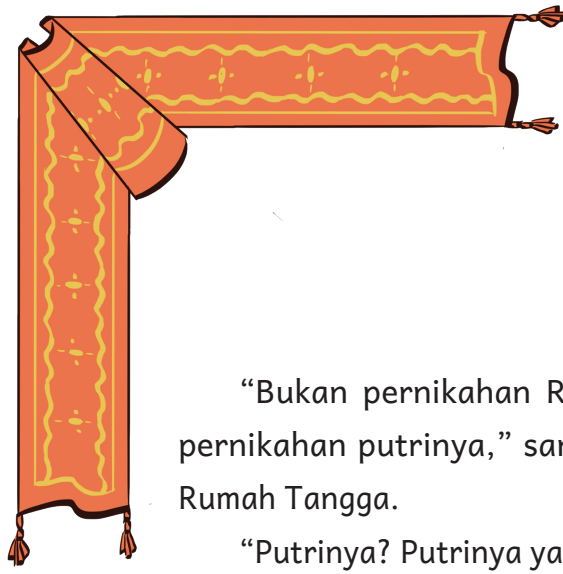 “Bukan pernikahan
pernikahan putrinya,”
Rumah Tangga.
“Putrinya? Putrinya